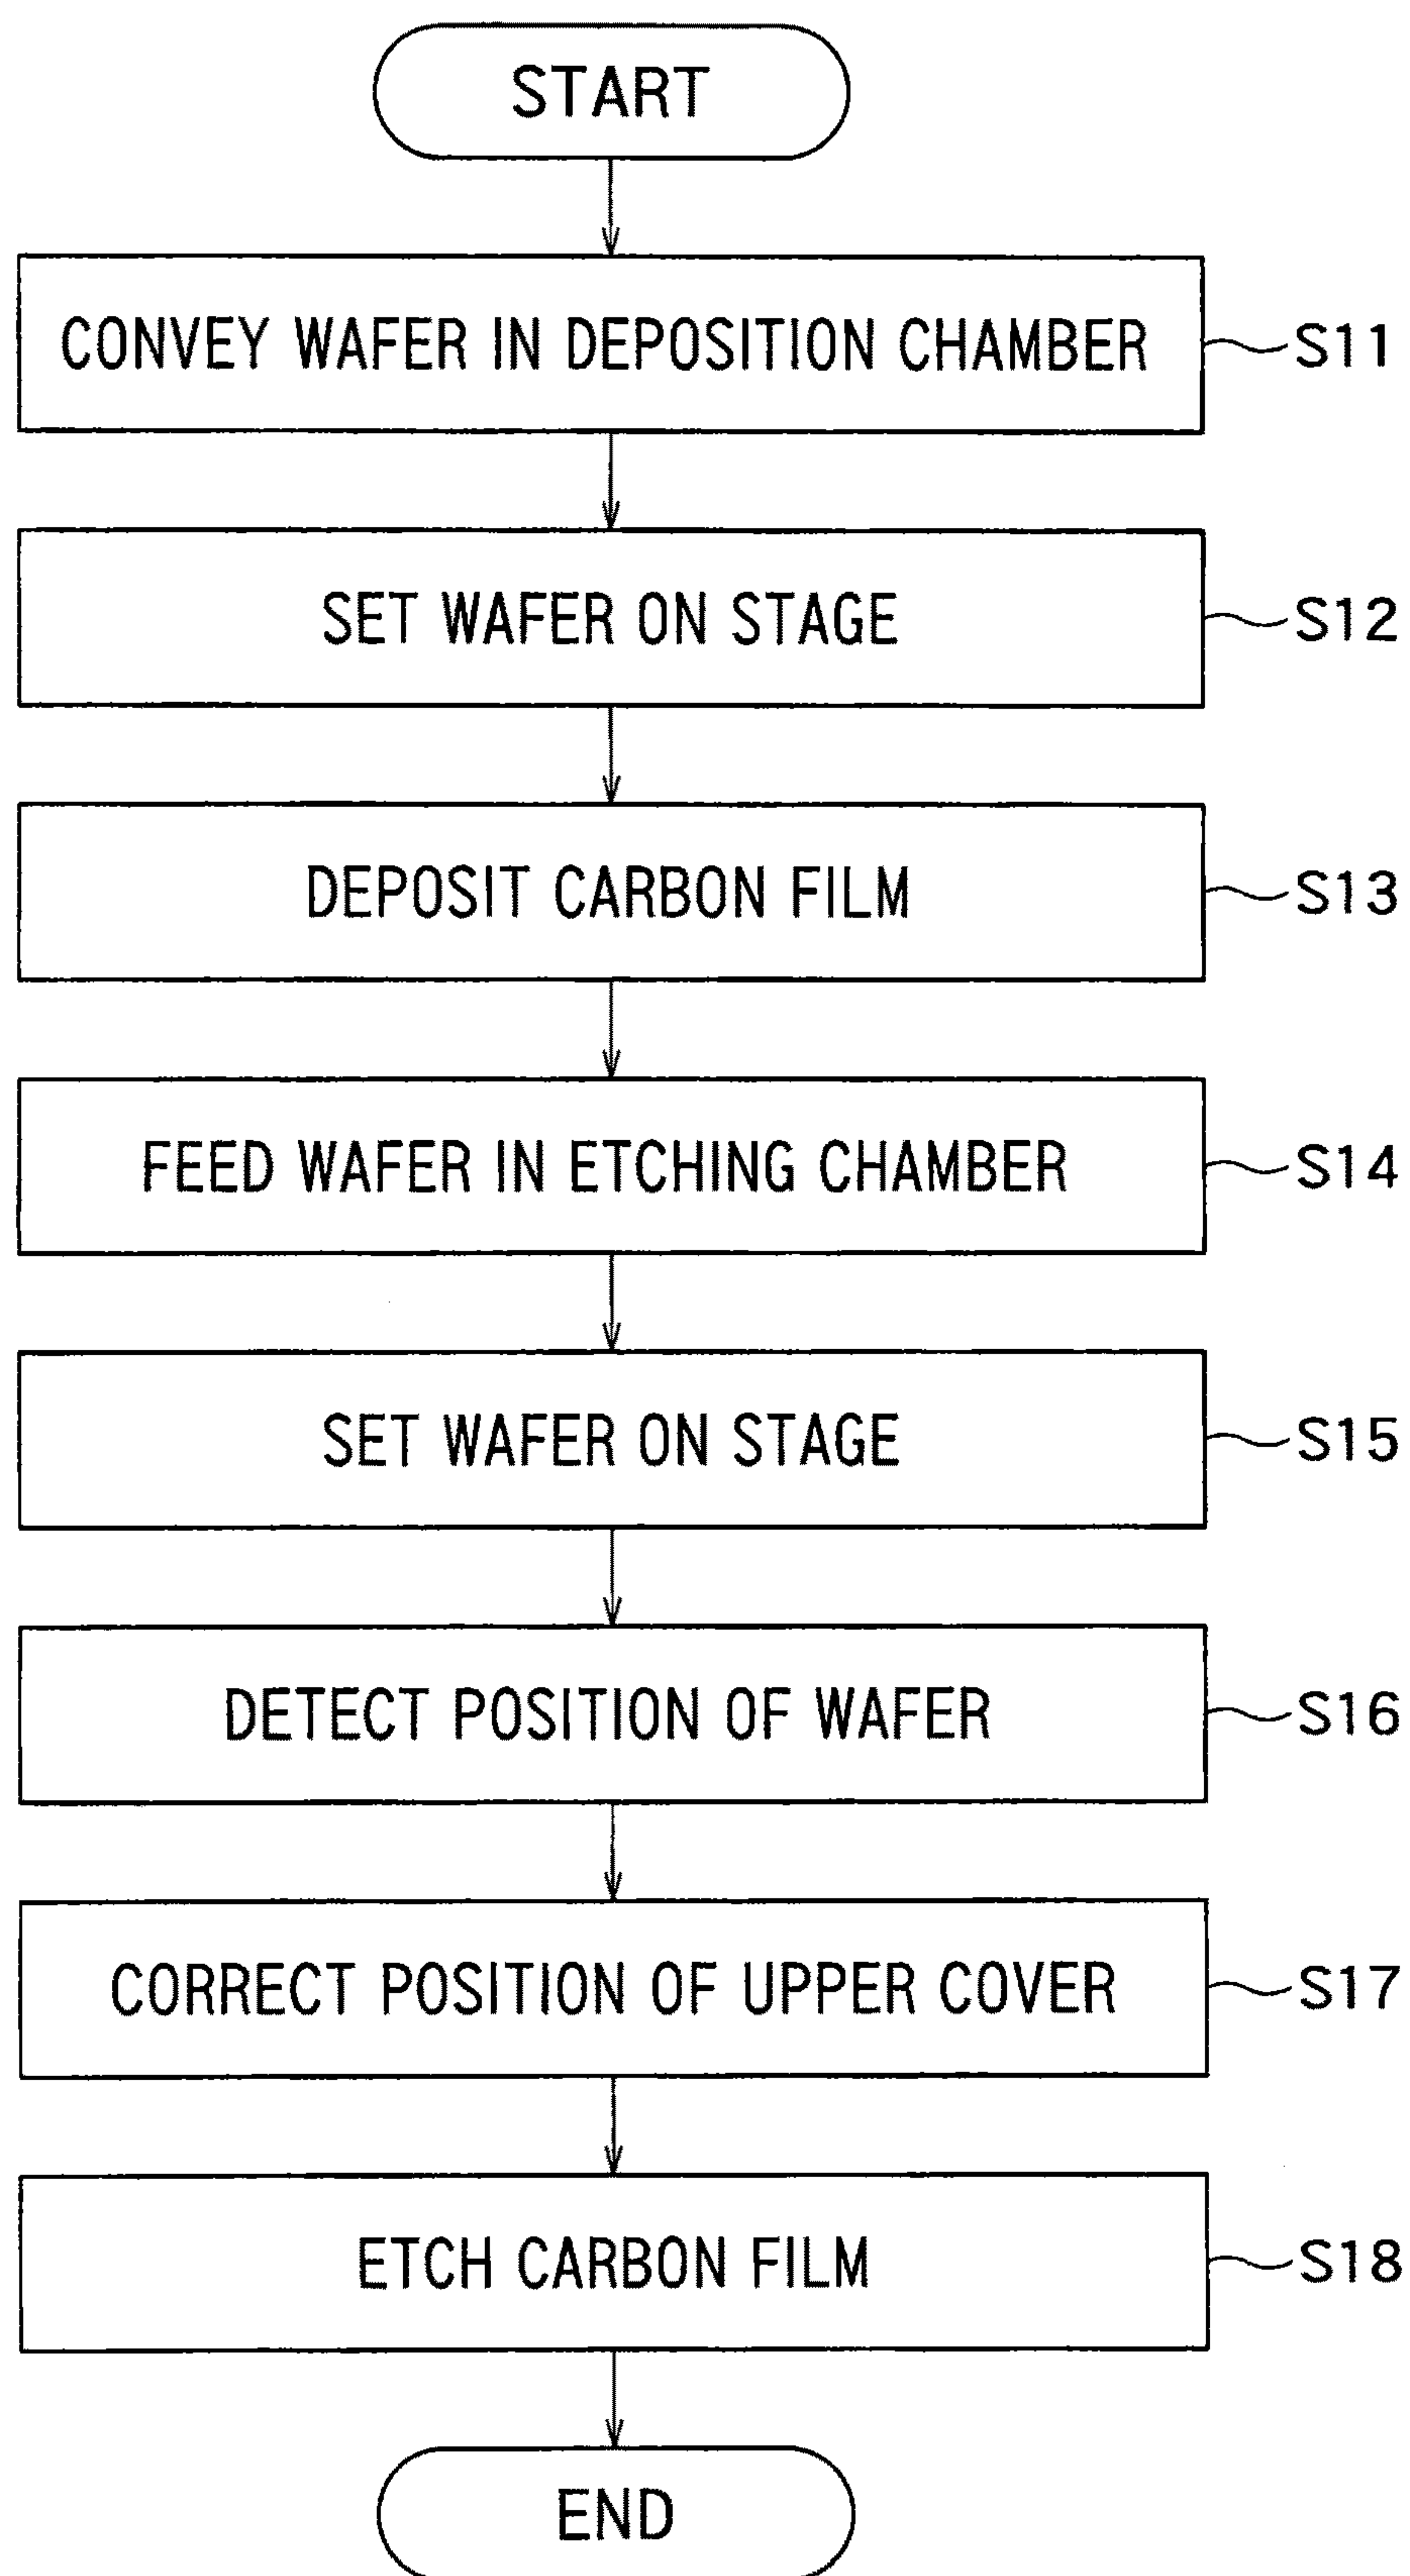 START
CONVEY WAFER IN DEPOSITION CHAMBER
S11
SET WAFER ON STAGE
S12
DEPOSIT CARBON FILM
S13
FEED WAFER IN ETCHING CHAMBER
S14
SET WAFER ON STAGE
S15
DETECT POSITION OF WAFER
S16
CORRECT POSITION OF UPPER COVER
S17
ETCH CARBON FILM
S18
END